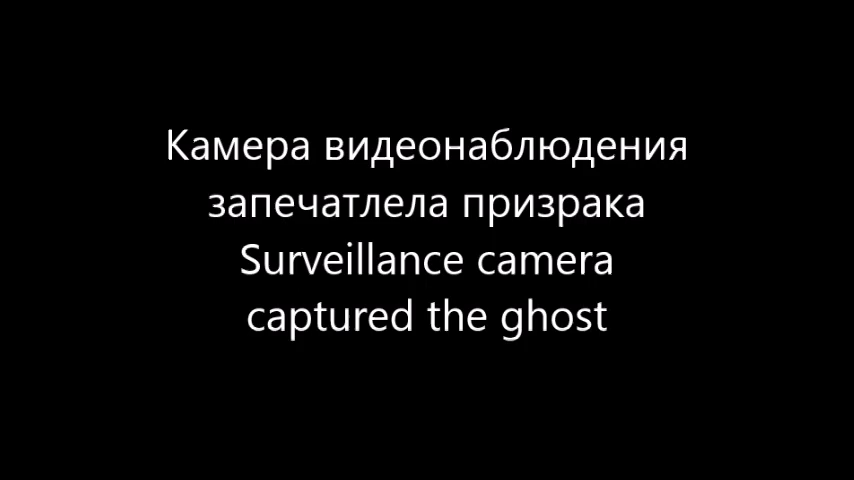 Камера видеонаблюдения
запечатлела призрака
Surveillance camera
captured the ghost